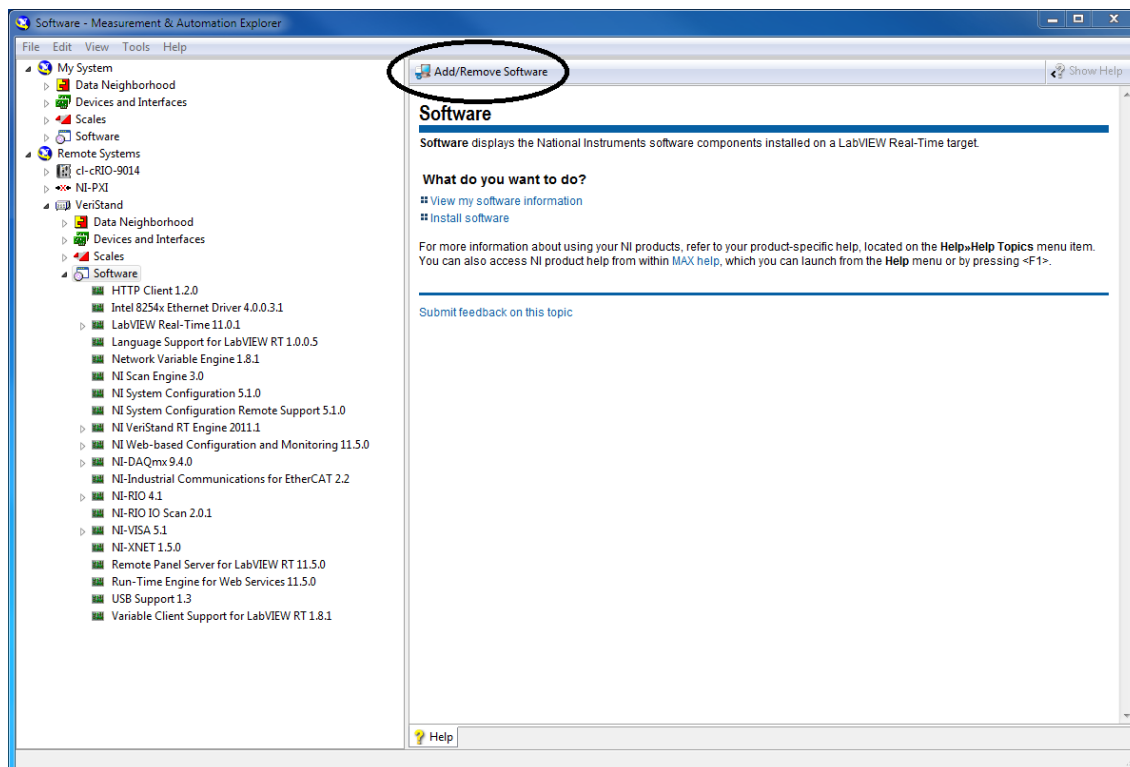 Software - Measurement & Automation Explorer
File Edit View Tools Help
My System
Data Neighborhood
Devices and Interfaces
Scales
Software
Remote Systems
cl-cRIO-9014
NI-PXI
VeriStand
Data Neighborhood
Devices and Interfaces
Scales
Software
HTTP Client 1.2.0
Intel 8254x Ethernet Driver 4.0.0.3.1
LabVIEW Real-Time 11.0.1
Language Support for LabVIEW RT 1.0.0.5
Network Variable Engine 1.8.1
NI Scan Engine 3.0
NI System Configuration 5.1.0
NI System Configuration Remote Support 5.1.0
NI VeriStand RT Engine 2011.1
NI Web-based Configuration and Monitoring 11.5.0
NI-DAQmx 9.4.0
NI-Industrial Communications for EtherCAT 2.2
NI-RIO 4.1
NI-RIO IO Scan 2.0.1
NI-VISA 5.1
NI-XNET 1.5.0
Remote Panel Server for LabVIEW RT 11.5.0
Run-Time Engine for Web Services 11.5.0
USB Support 1.3
Variable Client Support for LabVIEW RT 1.8.1
Add/Remove Software
Show Help
Software
Software displays the National Instruments software components installed on a LabVIEW Real-Time target.
What do you want to do?
View my software information
Install software
For more information about using your NI products, refer to your product-specific help, located on the Help»Help Topics menu item.
You can also access NI product help from within MAX help, which you can launch from the Help menu or by pressing <F1>.
Submit feedback on this topic
Help